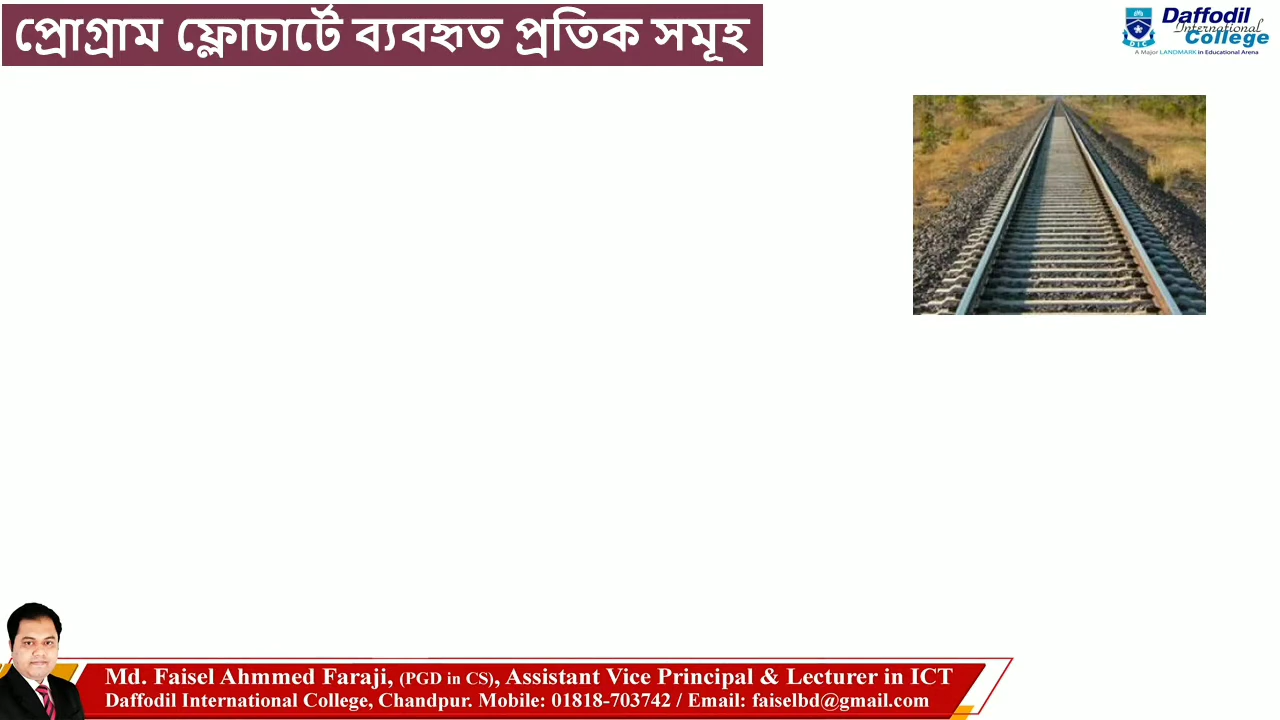 প্রোগ্রাম ফ্লোচার্টে ব্যবহৃত প্রতিক সমূহ
Daffodil
International
College
DIC
A Major LANDMARK in Educational Arena
Md. Faisel Ahmmed Faraji, (PGD in CS), Assistant Vice Principal & Lecturer in ICT
Daffodil International College, Chandpur. Mobile: 01818-703742 / Email: faiselbd@gmail.com